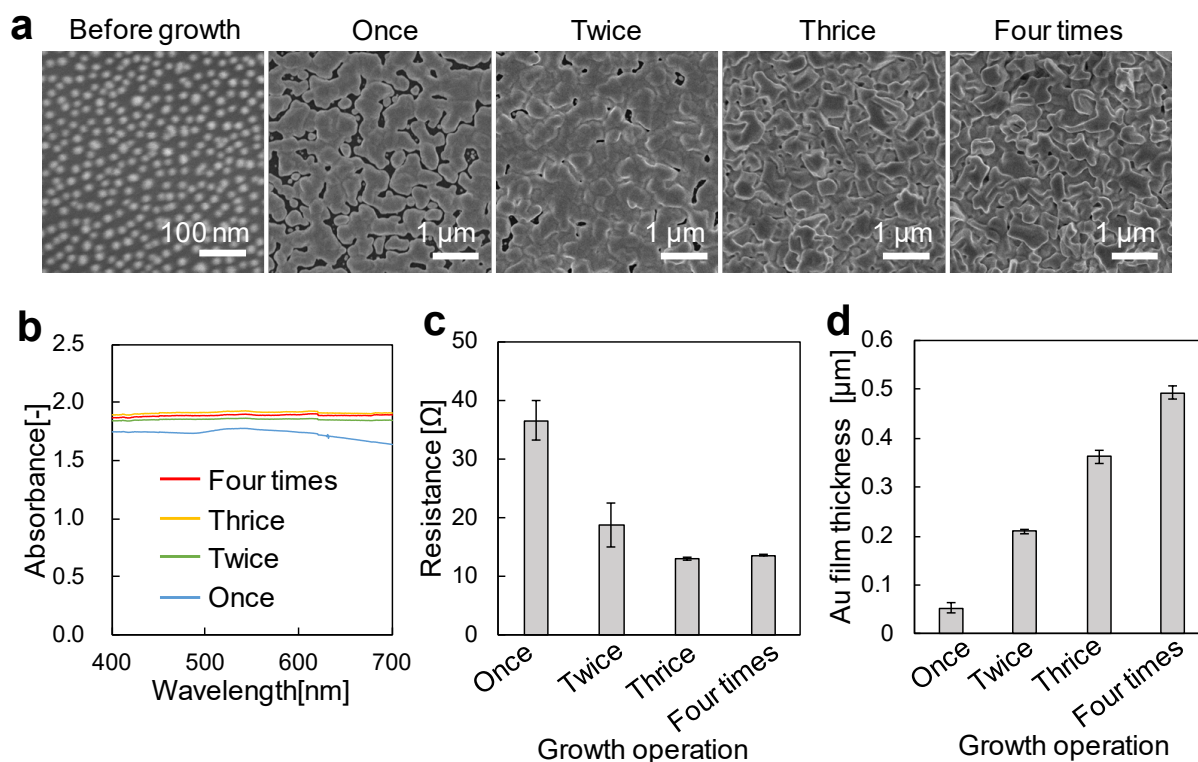 a
Before growth
Once
Twice
Thrice
Four times
100 nm
1 µm
1 µm
1 µm
1 µm
b
2.5
2.0
1.5
1.0
0.5
0.0
Absorbance[-]
Four times
Thrice
Twice
Once
400
500
600
700
Wavelength[nm]
c
50
40
30
20
10
0
Resistance[Ω]
Once
Twice
Thrice
Four times
Growth operation
d
0.6
0.5
0.4
0.3
0.2
0.1
0
Au film thickness [µm]
Once
Twice
Thrice
Four times
Growth operation